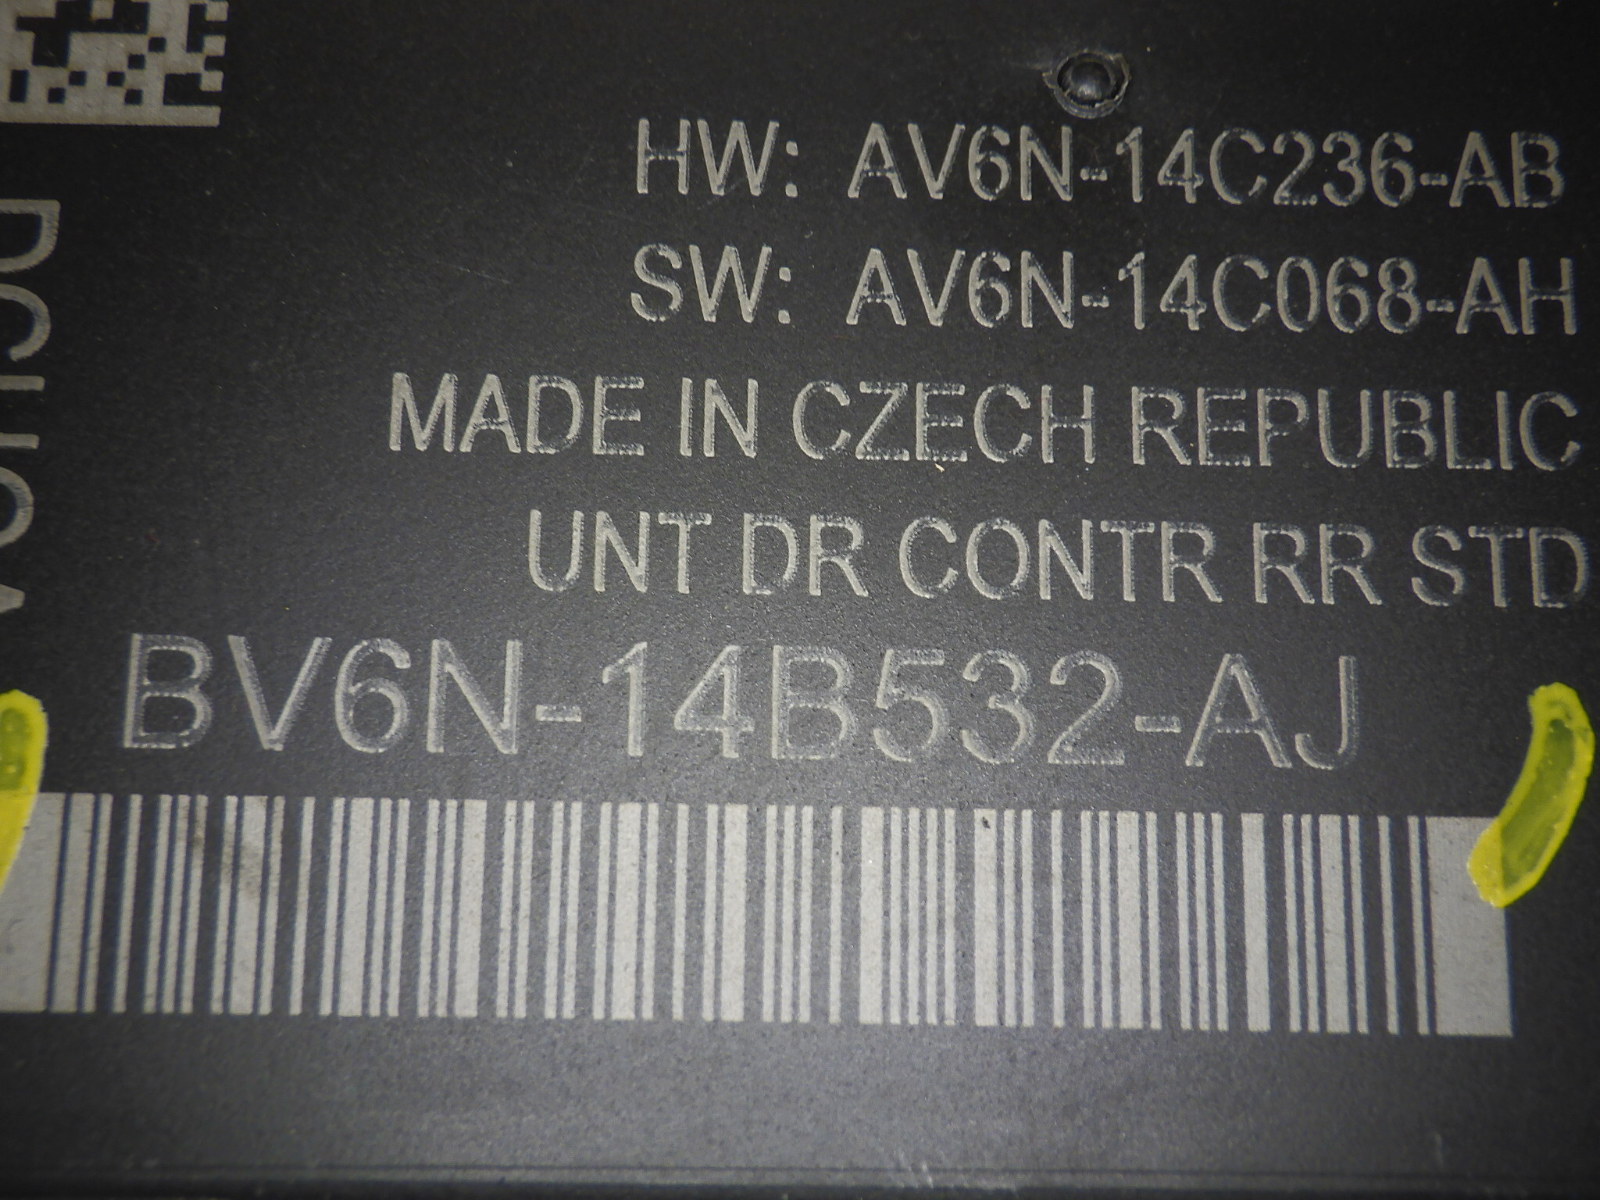 HW: AV6N-14C236-AB
SW: AV6N-14C068-AH
MADE IN CZECH REPUBLIC
UNT DR CONTR RR STD
BV6N-14B532-AJ